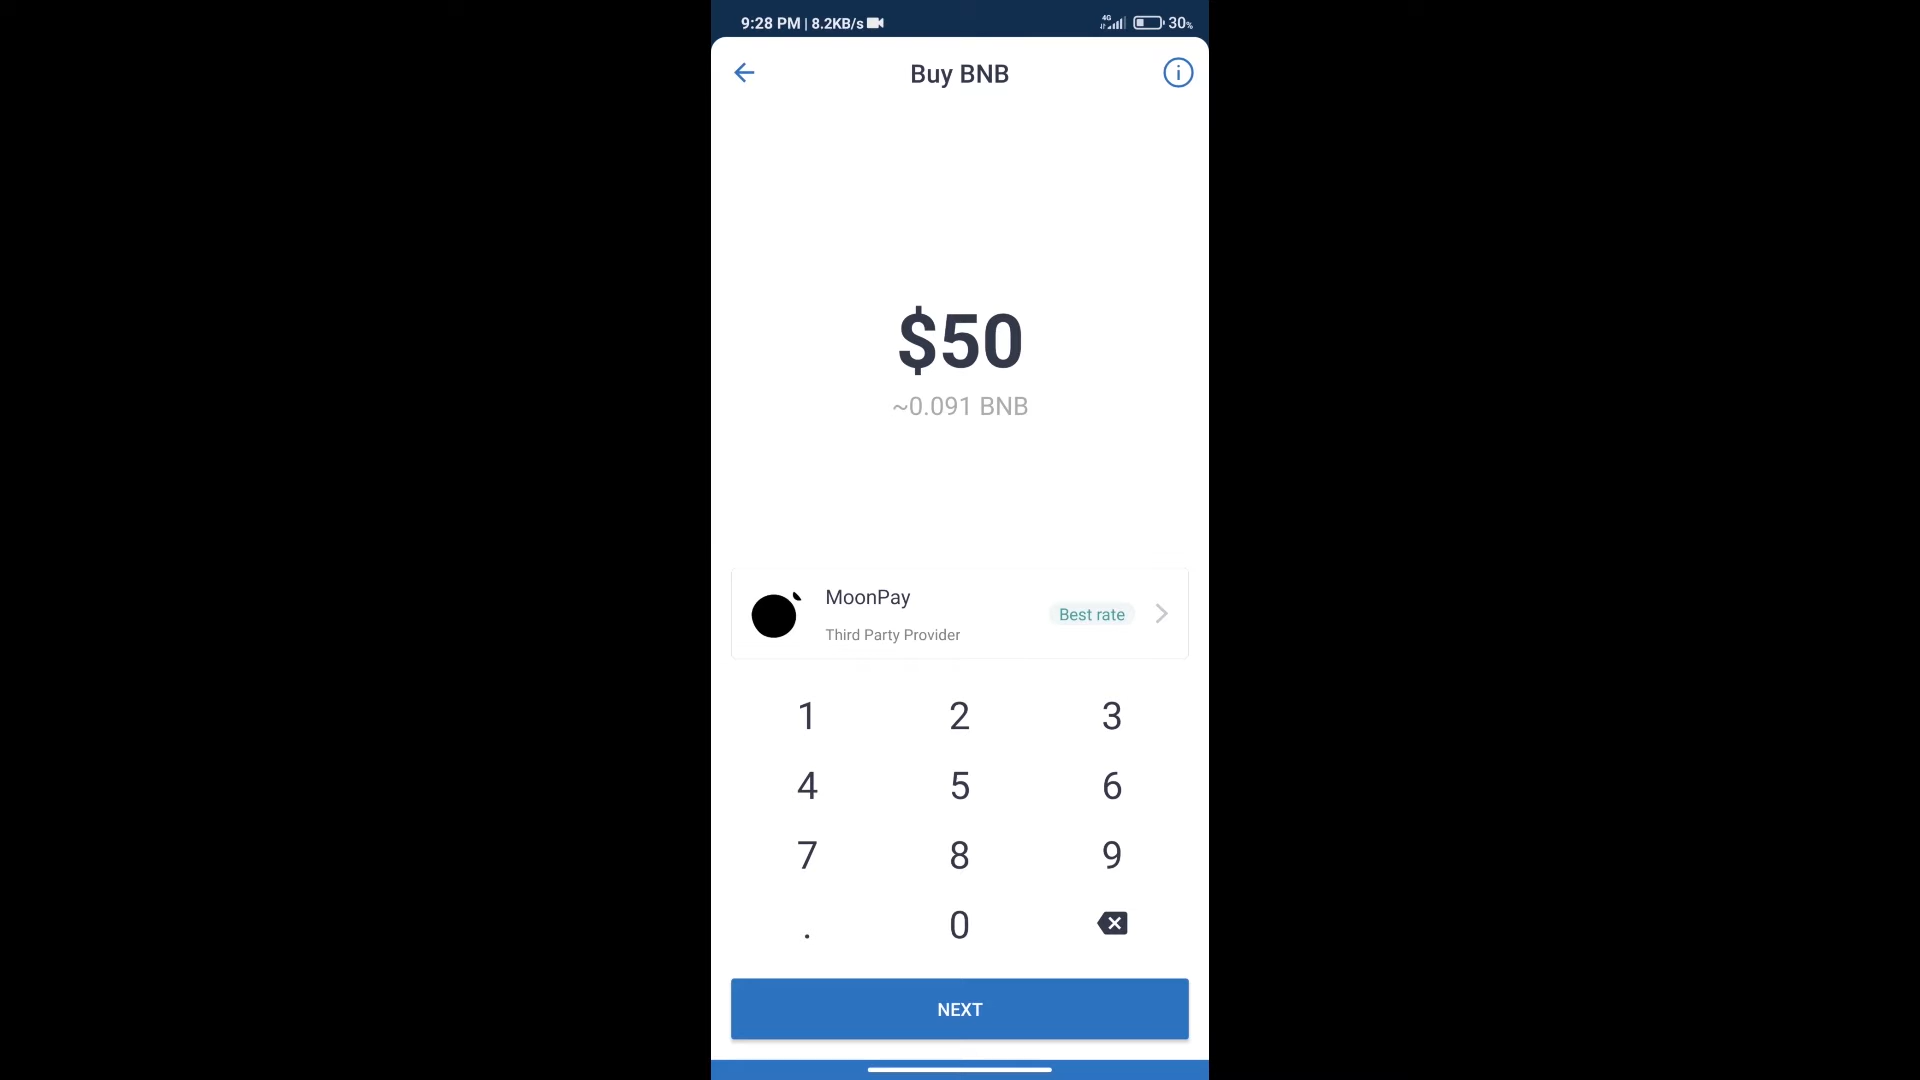 9:28 PM | 8.2KB/s 4G 30%
Buy BNB
$50
~0.091 BNB
MoonPay
Third Party Provider
Best rate
1 2 3
4 5 6
7 8 9
. 0
NEXT